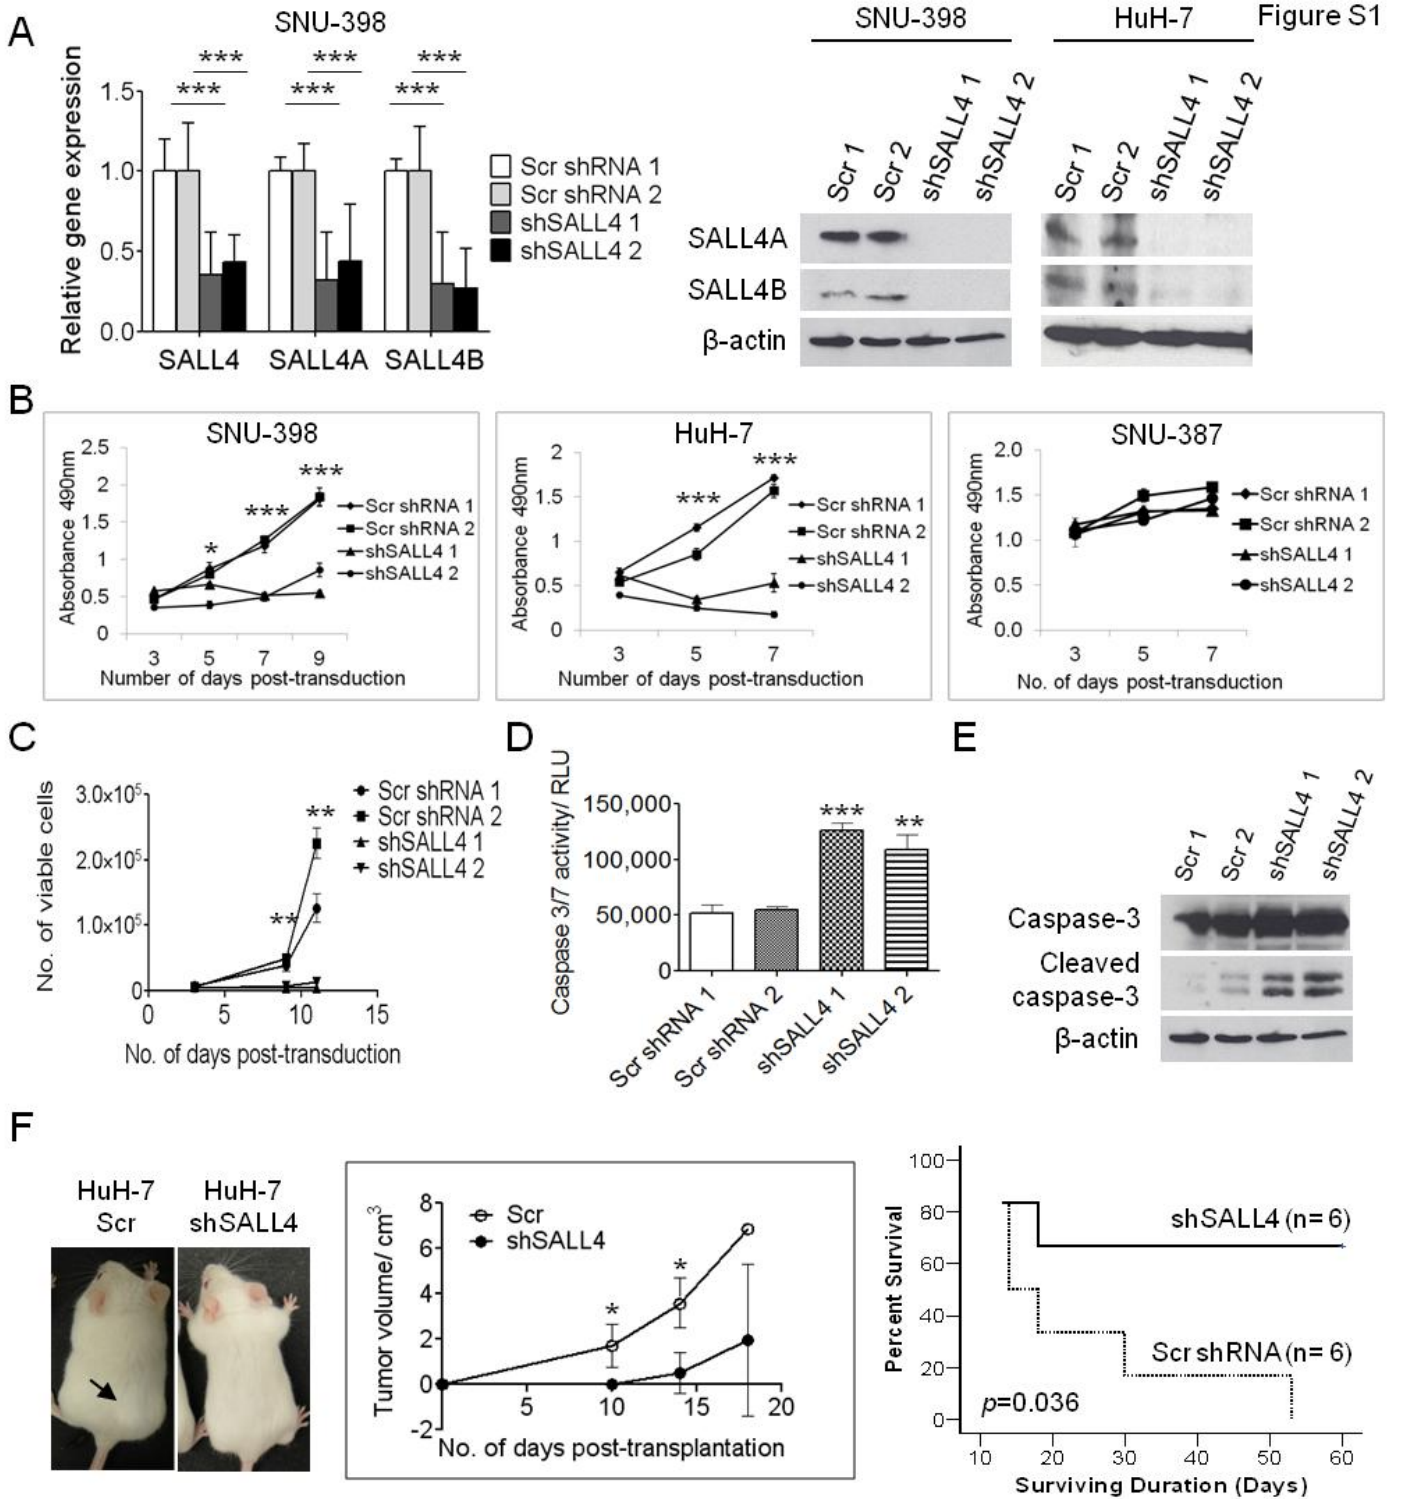 Figure S1
A
SNU-398
***
***
***
***
***
***
Relative gene expression
1.5
1.0
0.5
0.0
SALL4
SALL4A
SALL4B
Scr shRNA 1
Scr shRNA 2
shSALL4 1
shSALL4 2
SNU-398
HuH-7
Scr 1
Scr 2
shSALL4 1
shSALL4 2
Scr 1
Scr 2
shSALL4 1
shSALL4 2
SALL4A
SALL4B
β-actin
B
SNU-398
Absorbance 490nm
2.5
2
1.5
1
0.5
0
*
***
***
3 5 7 9
Number of days post-transduction
Scr shRNA 1
Scr shRNA 2
shSALL4 1
shSALL4 2
HuH-7
Absorbance 490nm
2
1.5
1
0.5
0
***
***
3 5 7
Number of days post-transduction
Scr shRNA 1
Scr shRNA 2
shSALL4 1
shSALL4 2
SNU-387
Absorbance 490nm
2.0
1.5
1.0
0.5
0.0
3 5 7
No. of days post-transduction
Scr shRNA 1
Scr shRNA 2
shSALL4 1
shSALL4 2
C
No. of viable cells
3.0x10⁵
2.0x10⁵
1.0x10⁵
0
**
**
0 5 10 15
No. of days post-transduction
Scr shRNA 1
Scr shRNA 2
shSALL4 1
shSALL4 2
D
Caspase 3/7 activity/ RLU
150,000
100,000
50,000
0
***
**
Scr shRNA 1
Scr shRNA 2
shSALL4 1
shSALL4 2
E
Scr 1
Scr 2
shSALL4 1
shSALL4 2
Caspase-3
Cleaved
caspase-3
β-actin
F
HuH-7
Scr
HuH-7
shSALL4
Tumor volume/ cm³
8
6
4
2
0
-2
Scr
shSALL4
*
*
5 10 15 20
No. of days post-transplantation
Percent Survival
100
80
60
40
20
0
shSALL4 (n= 6)
Scr shRNA (n= 6)
p=0.036
10 20 30 40 50 60
Surviving Duration (Days)